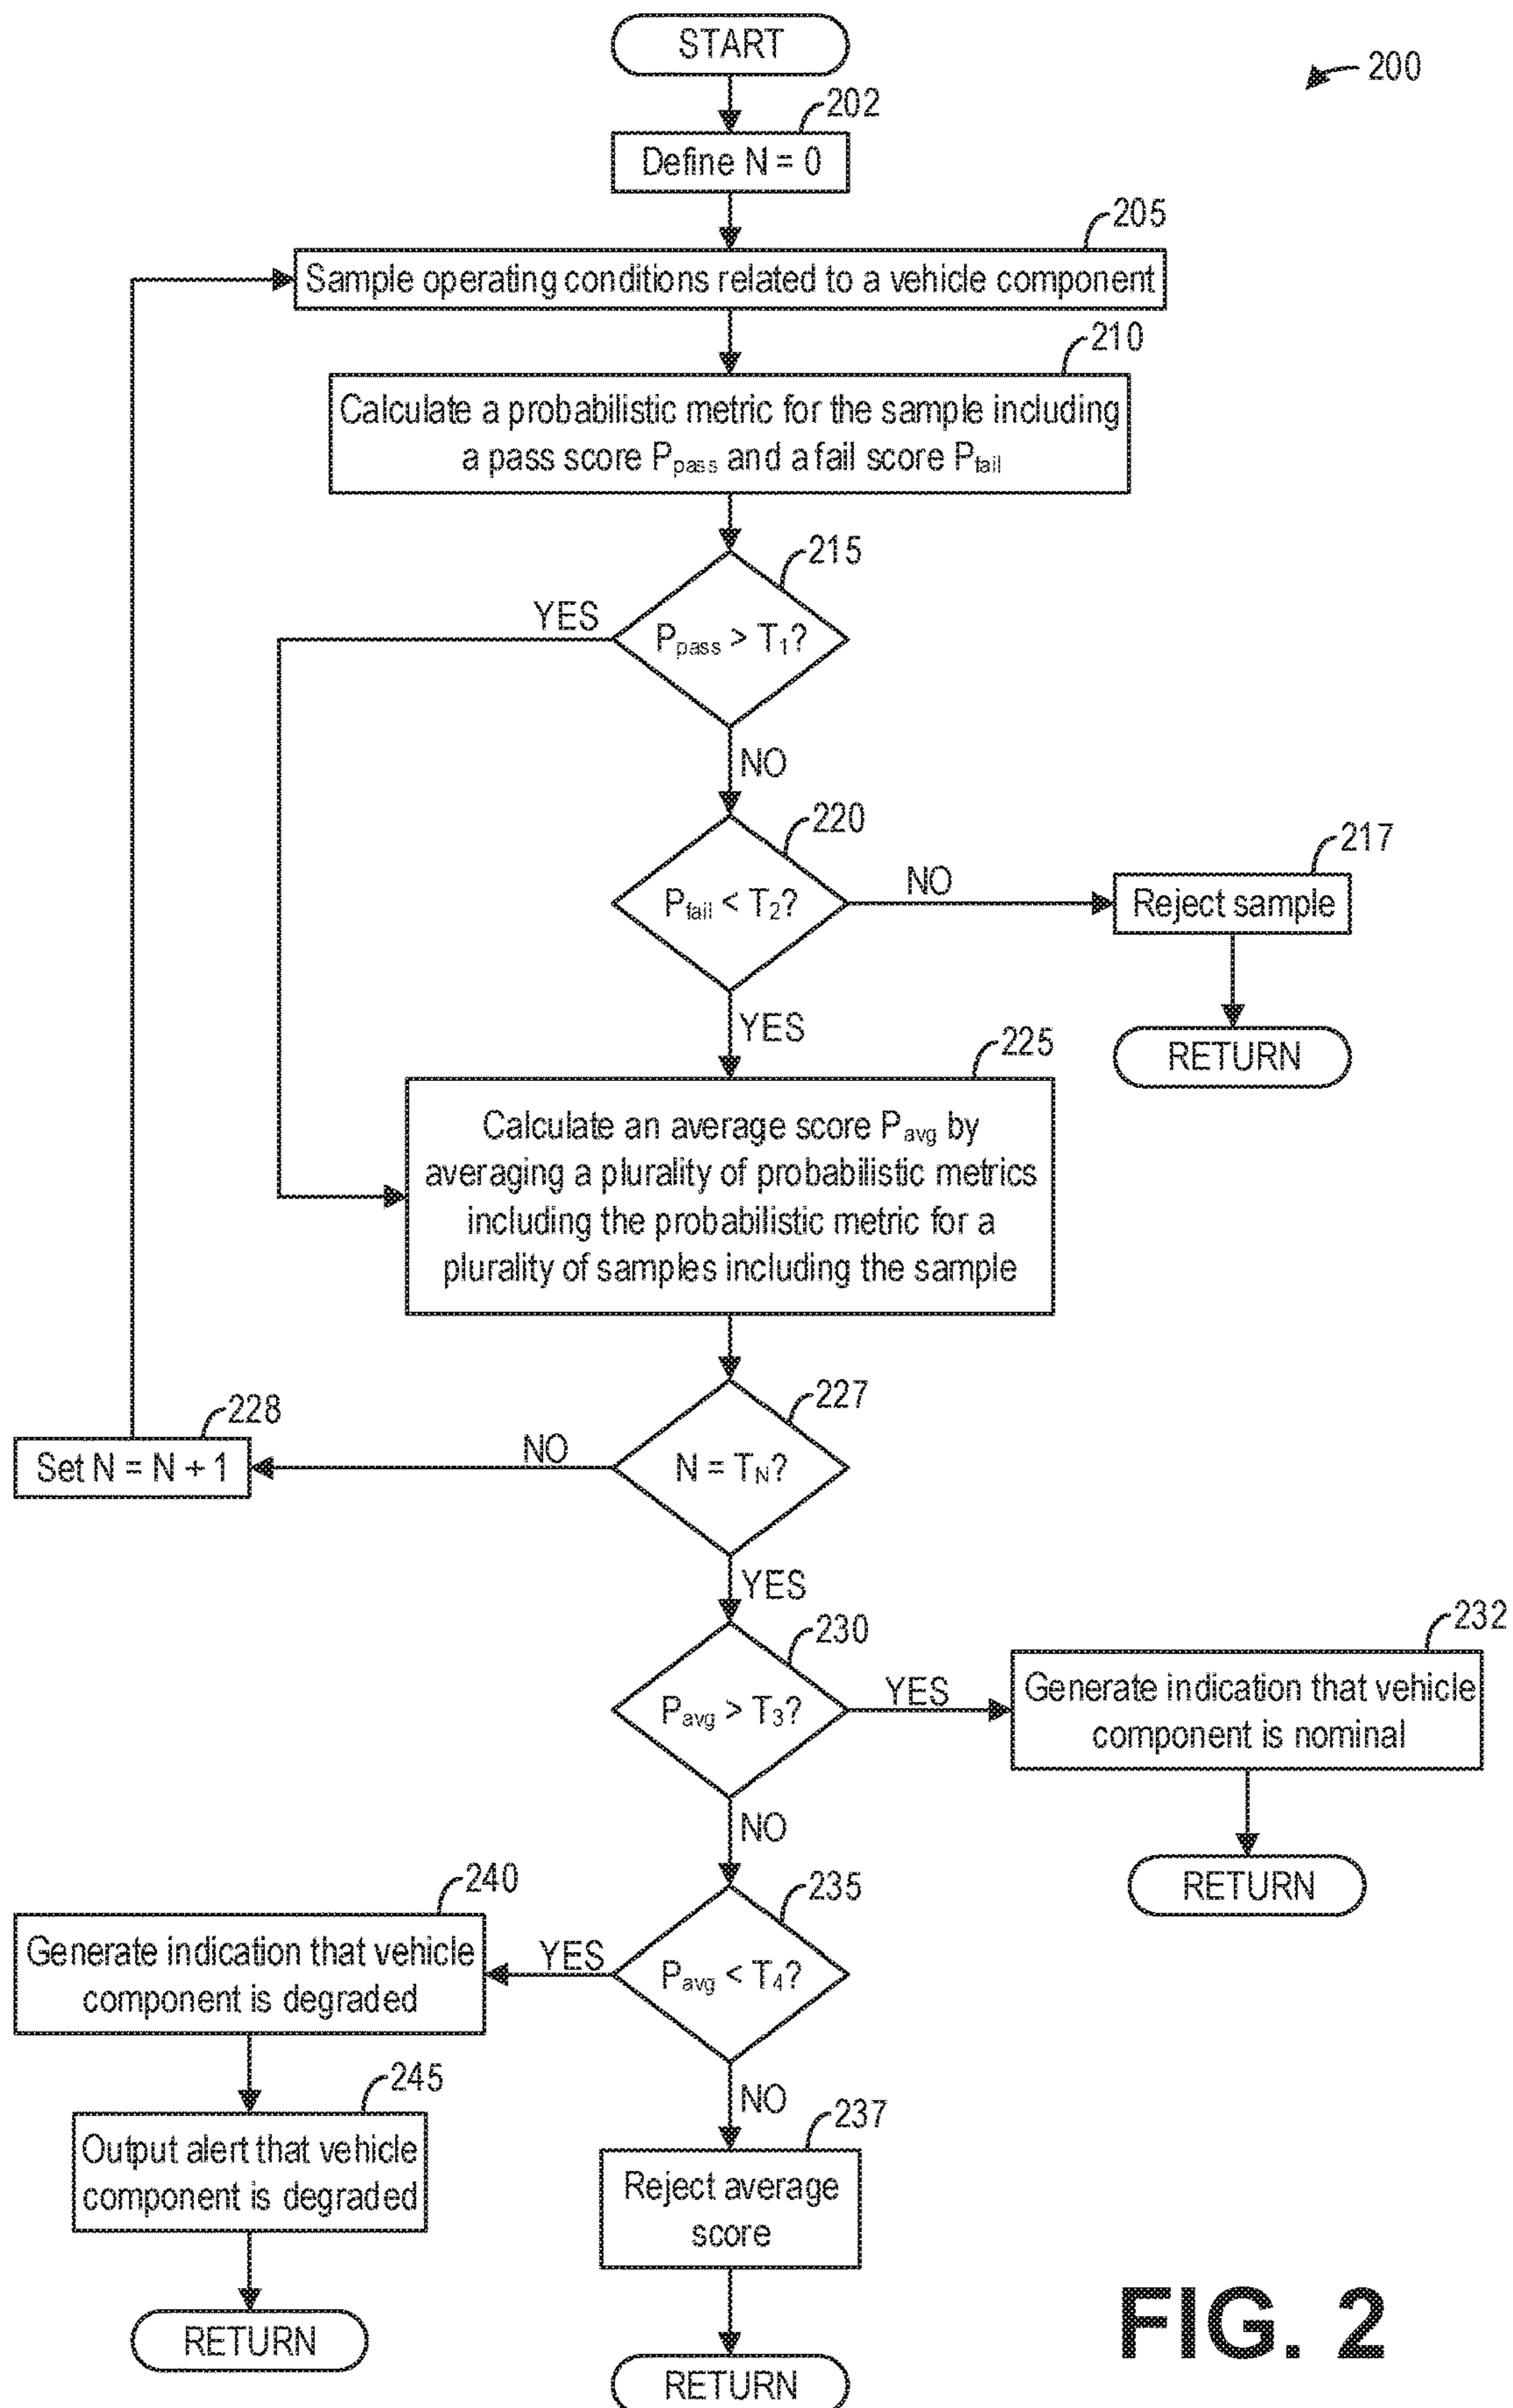 START
200
202
Define N = 0
205
Sample operating conditions related to a vehicle component
210
Calculate a probabilistic metric for the sample including
a pass score Ppass and a fail score Pfail
215
YES
Ppass > T1?
NO
220
217
Pfail < T2?
NO
Reject sample
YES
RETURN
225
Calculate an average score Pavg by
averaging a plurality of probabilistic metrics
including the probabilistic metric for a
plurality of samples including the sample
227
228
NO
N = TN?
Set N = N + 1
YES
230
232
Pavg > T3?
YES
Generate indication that vehicle
component is nominal
NO
RETURN
240
235
Generate indication that vehicle
component is degraded
YES
Pavg < T4?
245
NO
237
Output alert that vehicle
component is degraded
Reject average
score
RETURN
RETURN
FIG. 2